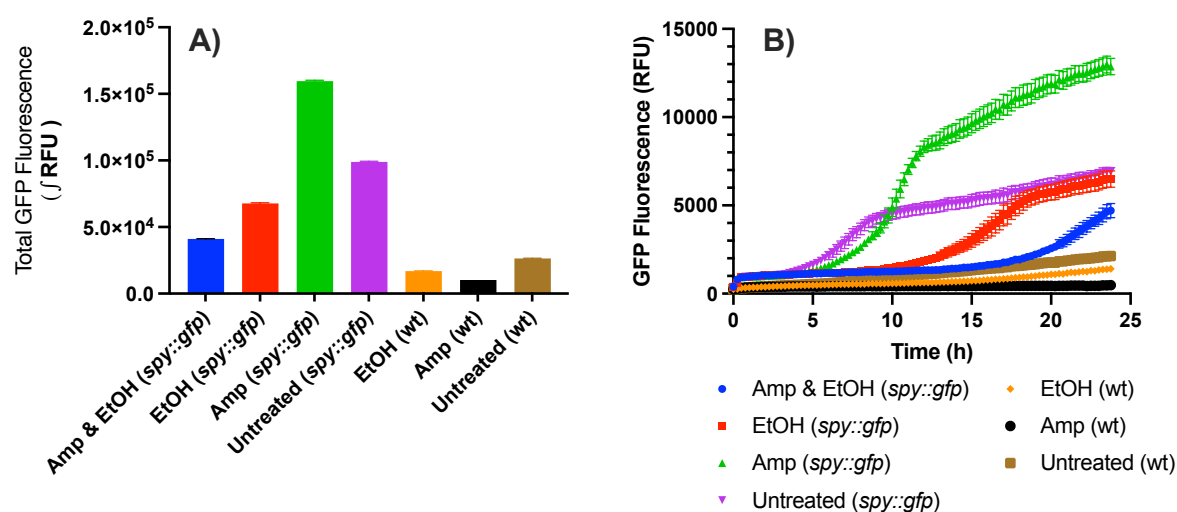 A)
Total GFP Fluorescence
(∫RFU)
2.0×10⁵
1.5×10⁵
1.0×10⁵
5.0×10⁴
0.0
Amp & EtOH (spy::gfp)
EtOH (spy::gfp)
Amp (spy::gfp)
Untreated (spy::gfp)
EtOH (wt)
Amp (wt)
Untreated (wt)
B)
GFP Fluorescence (RFU)
15000
10000
5000
0
0
5
10
15
20
25
Time (h)
Amp & EtOH (spy::gfp)
EtOH (spy::gfp)
Amp (spy::gfp)
Untreated (spy::gfp)
EtOH (wt)
Amp (wt)
Untreated (wt)